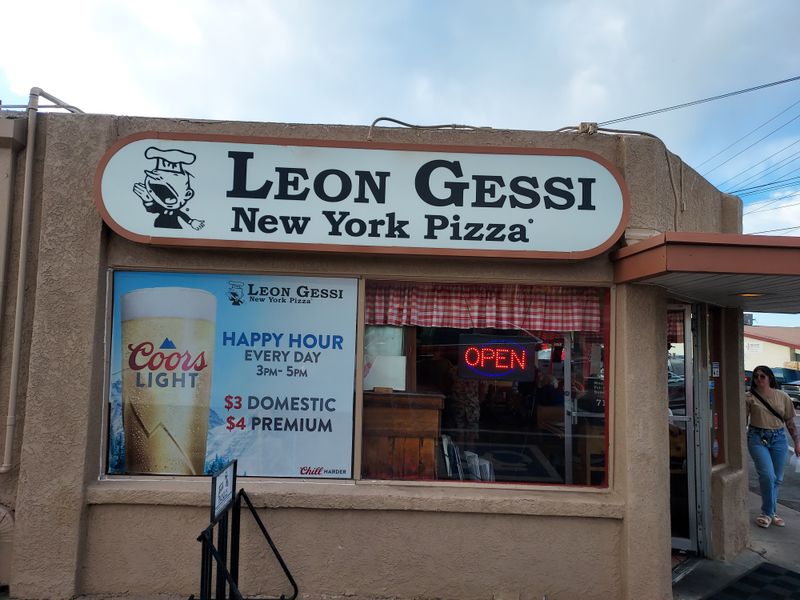 LEON GESSI
NEW YORK PIZZA
LEON GESSI
NEW YORK PIZZA
Coors
LIGHT
HAPPY HOUR
EVERY DAY
3PM- 5PM
$3 DOMESTIC
$4 PREMIUM
Chill HARDER
OPEN